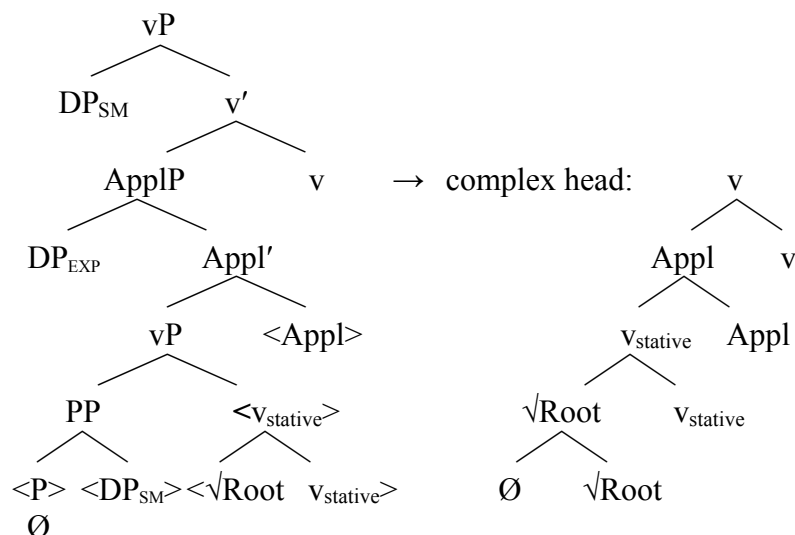 vP
DP_SM v′
ApplP v → complex head: v
DP_EXP Appl′ Appl v
vP <Appl> v_stative Appl
PP <v_stative> √Root v_stative
<P> <DP_SM> <√Root v_stative> Ø √Root
Ø